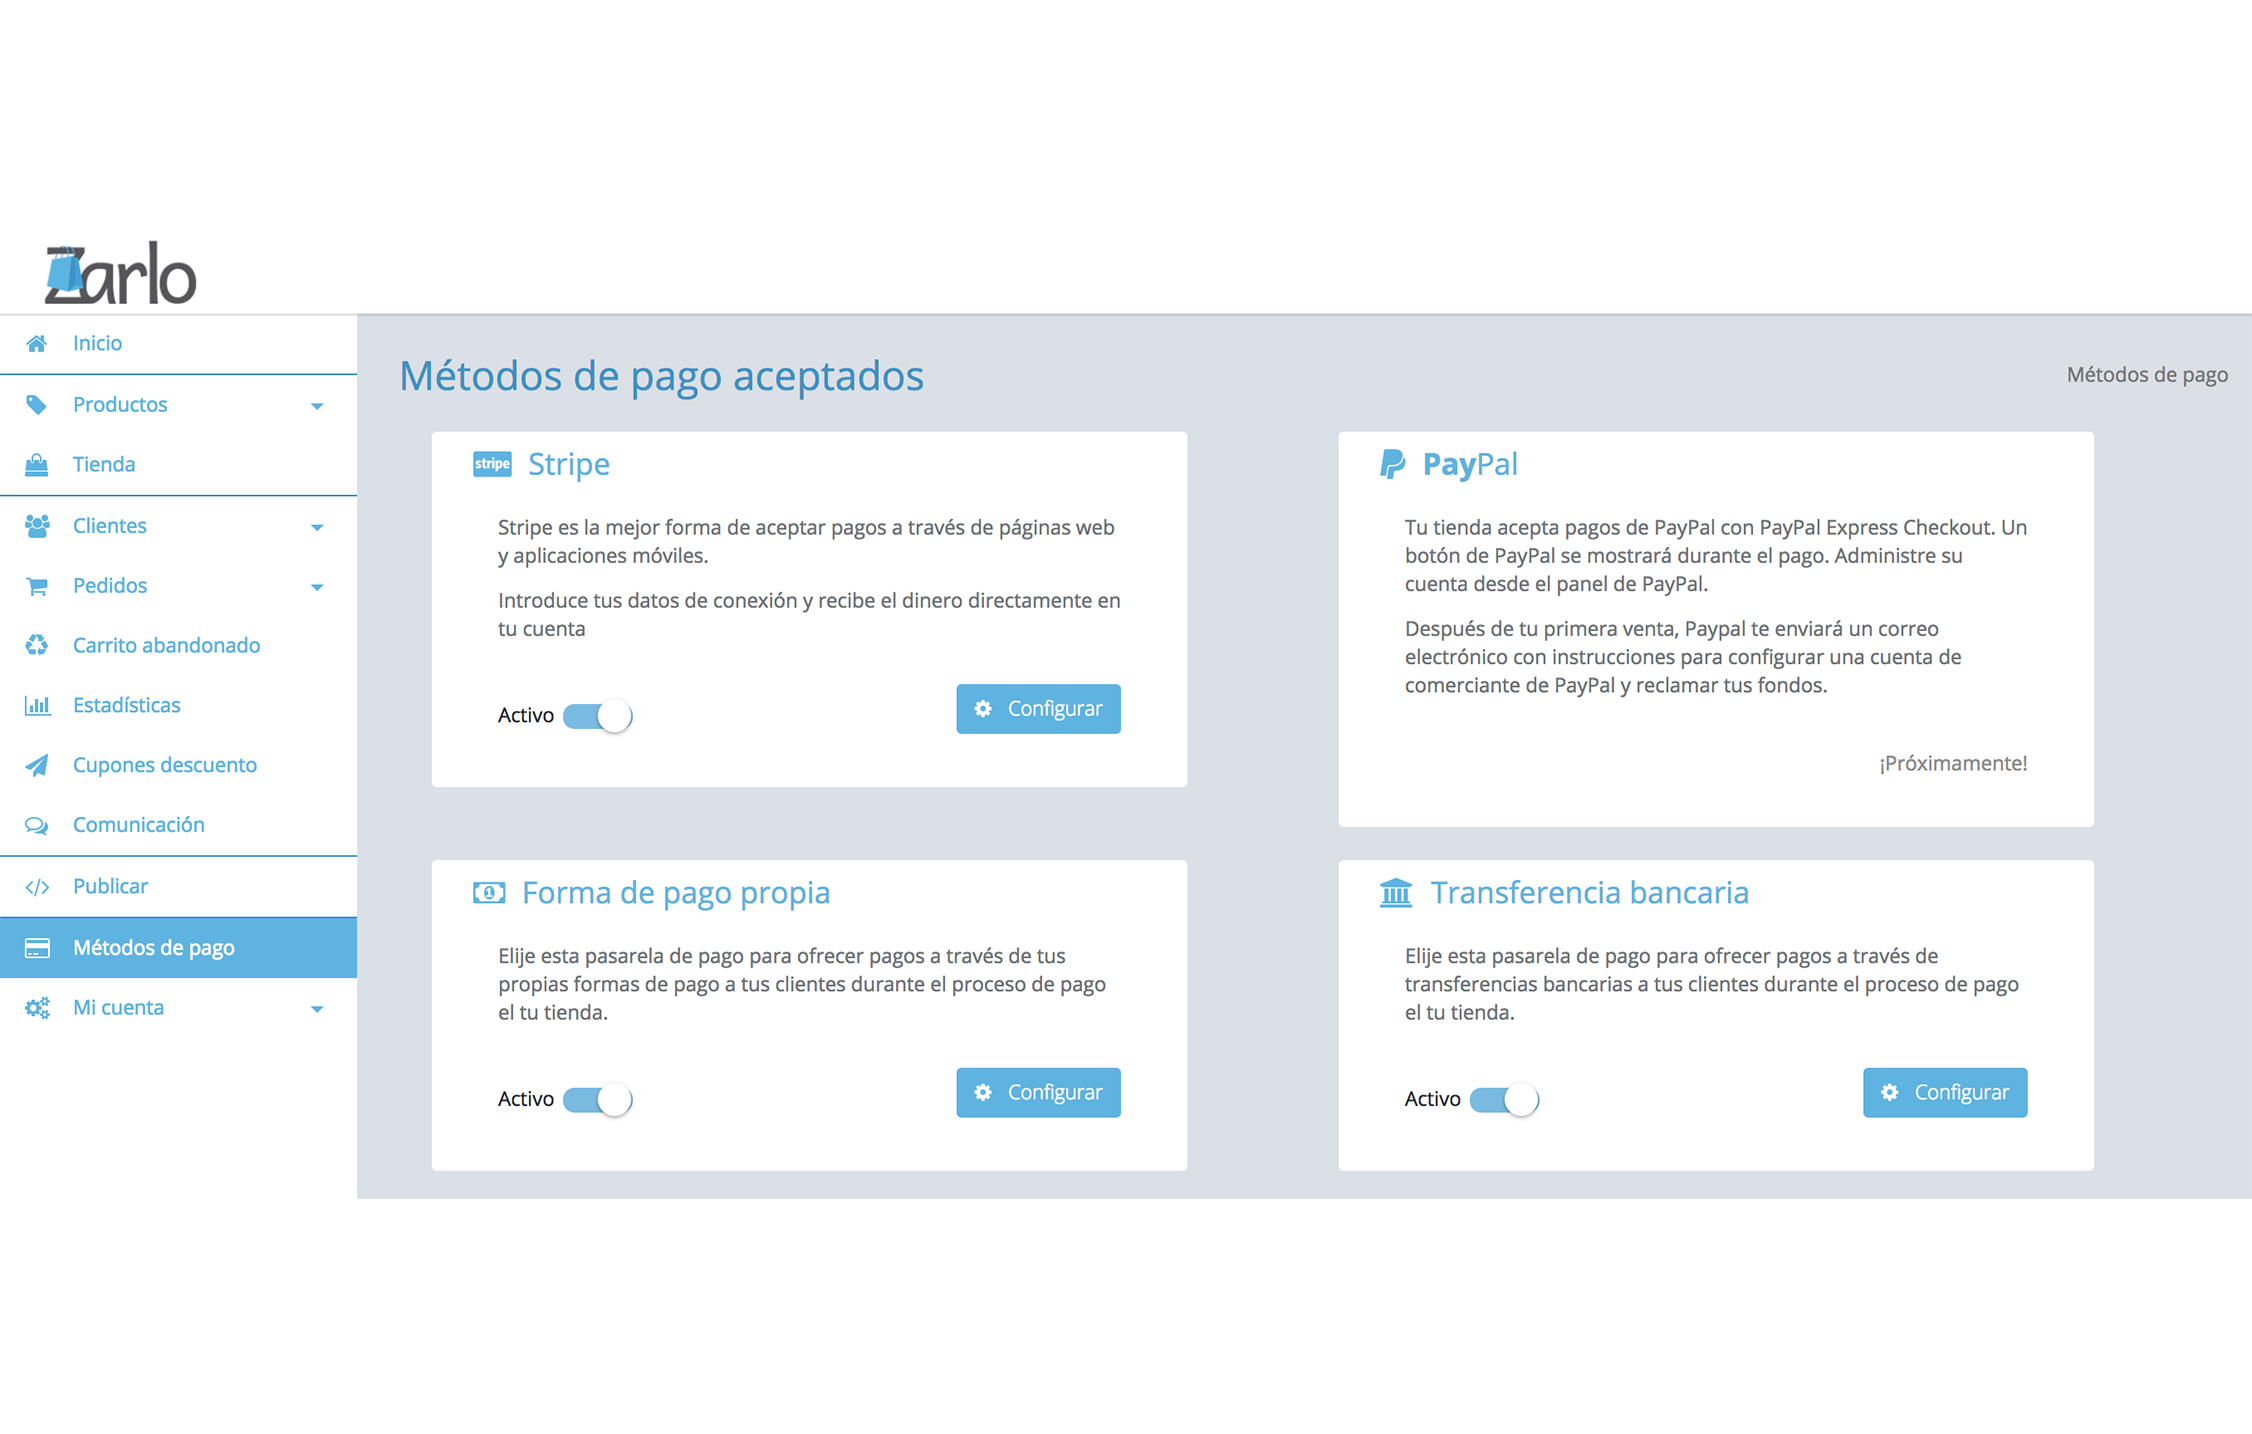 Zarlo
Inicio
Productos
Tienda
Clientes
Pedidos
Carrito abandonado
Estadísticas
Cupones descuento
Comunicación
Publicar
Métodos de pago
Mi cuenta
Métodos de pago aceptados
Métodos de pago
stripe Stripe
Stripe es la mejor forma de aceptar pagos a través de páginas web
y aplicaciones móviles.
Introduce tus datos de conexión y recibe el dinero directamente en
tu cuenta
Activo
Configurar
PayPal
Tu tienda acepta pagos de PayPal con PayPal Express Checkout. Un
botón de PayPal se mostrará durante el pago. Administre su
cuenta desde el panel de PayPal.
Después de tu primera venta, Paypal te enviará un correo
electrónico con instrucciones para configurar una cuenta de
comerciante de PayPal y reclamar tus fondos.
¡Próximamente!
Forma de pago propia
Elije esta pasarela de pago para ofrecer pagos a través de tus
propias formas de pago a tus clientes durante el proceso de pago
el tu tienda.
Activo
Configurar
Transferencia bancaria
Elije esta pasarela de pago para ofrecer pagos a través de
transferencias bancarias a tus clientes durante el proceso de pago
el tu tienda.
Activo
Configurar